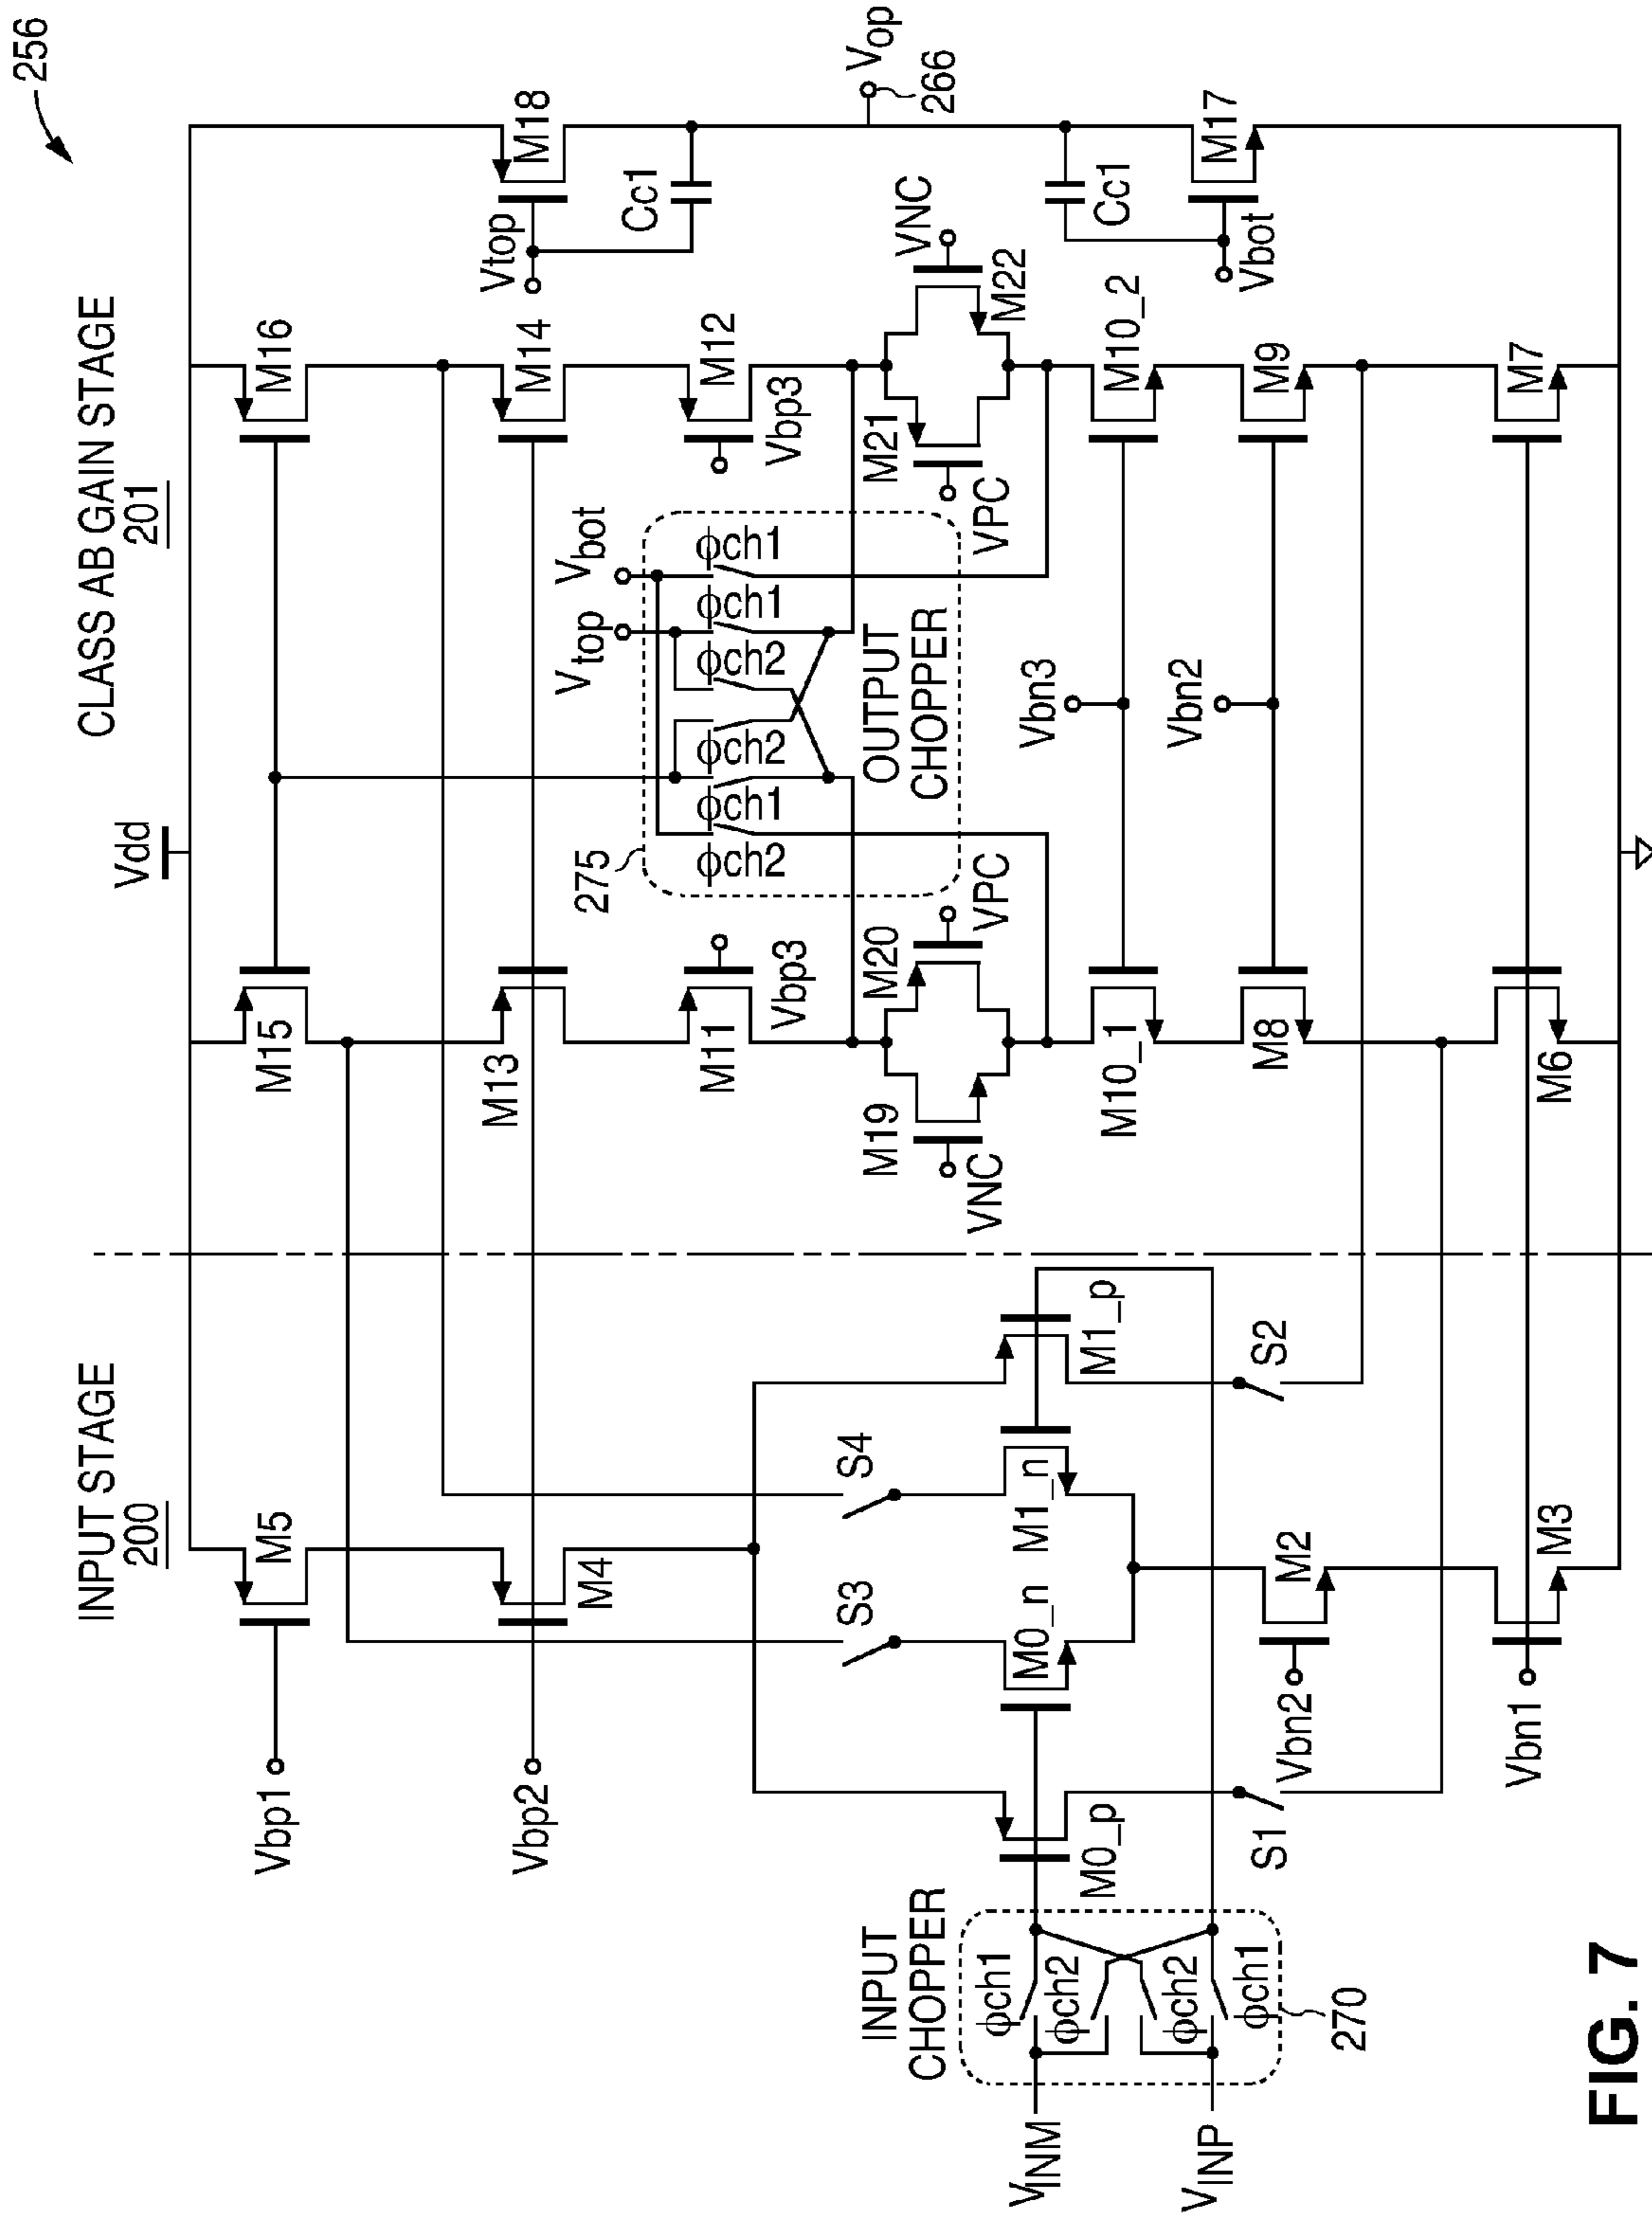 256
INPUT STAGE
200
CLASS AB GAIN STAGE
201
Vdd
Vbp1
M5
M15
M16
Vbp2
M4
M13
M14
M18
Vtop
Cc1
M11
Vbp3
M12
Vbp3
Vtop
Vbot
275
ϕch2
ϕch1
ϕch2
ϕch2
ϕch1
ϕch1
OUTPUT
CHOPPER
Vop
266
S3
S4
M19
VNC
M20
VPC
M21
VPC
M22
VNC
INPUT
CHOPPER
VINM
VINP
ϕch1
ϕch2
ϕch2
ϕch1
270
M0_p
M0_n
M1_n
M1_p
S1
S2
M10_1
Vbn3
M10_2
Cc1
Vbn2
M2
M8
Vbn2
M9
M17
Vbot
Vbn1
M3
M6
M7
FIG. 7